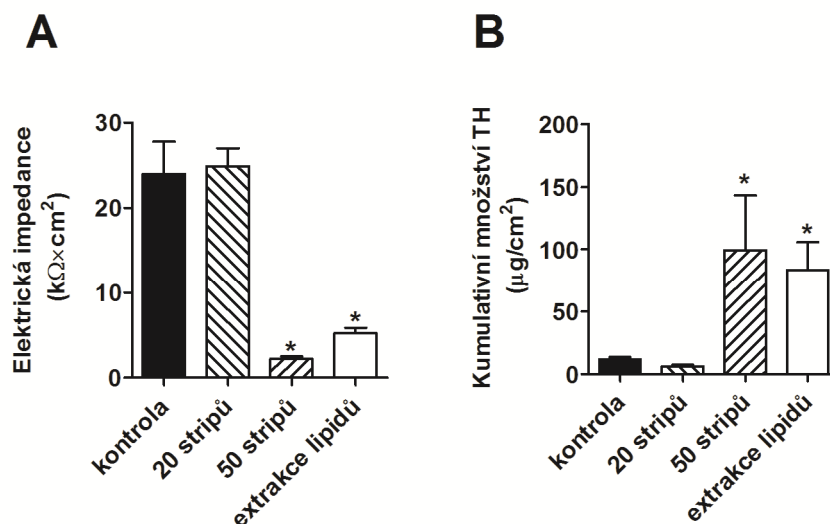 A
Elektrická impedance
(kΩ×cm²)
30
20
10
0
*
*
kontrola
20 stripů
50 stripů
extrakce lipidů
B
Kumulativní množství TH
(μg/cm²)
200
150
100
50
0
*
*
kontrola
20 stripů
50 stripů
extrakce lipidů